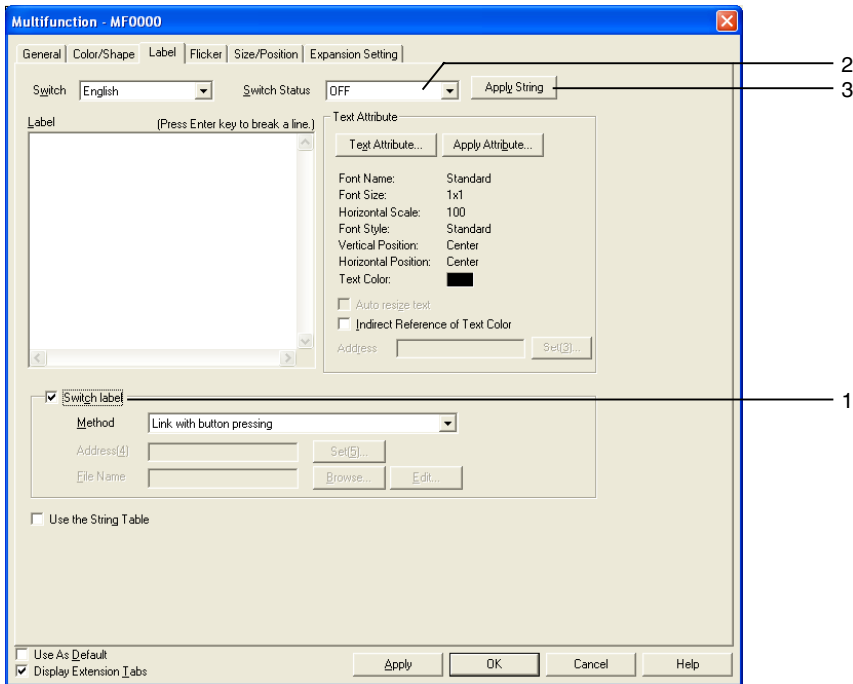 Multifunction - MF0000
General Color/Shape Label Flicker Size/Position Expansion Setting
Switch English Switch Status OFF Apply String
2
3
Label (Press Enter key to break a line.) Text Attribute
Text Attribute... Apply Attribute...
Font Name: Standard
Font Size: 1x1
Horizontal Scale: 100
Font Style: Standard
Vertical Position: Center
Horizontal Position: Center
Text Color:
Auto resize text
Indirect Reference of Text Color
Address Set(3)...
Switch label 1
Method Link with button pressing
Address(4) Set(5)...
File Name Browse... Edit...
Use the String Table
Use As Default
Display Extension Tabs
Apply OK Cancel Help